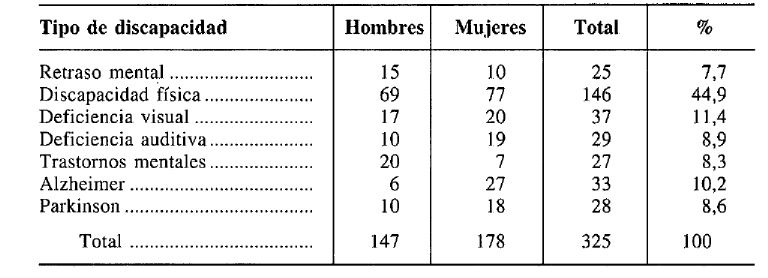 Tipo de discapacidad Hombres Mujeres Total %
Retraso mental ............................ 15 10 25 7,7
Discapacidad física ..................... 69 77 146 44,9
Deficiencia visual ....................... 17 20 37 11,4
Deficiencia auditiva ..................... 10 19 29 8,9
Trastornos mentales .................... 20 7 27 8,3
Alzheimer .................................... 6 27 33 10,2
Parkinson ..................................... 10 18 28 8,6
Total .................................... 147 178 325 100